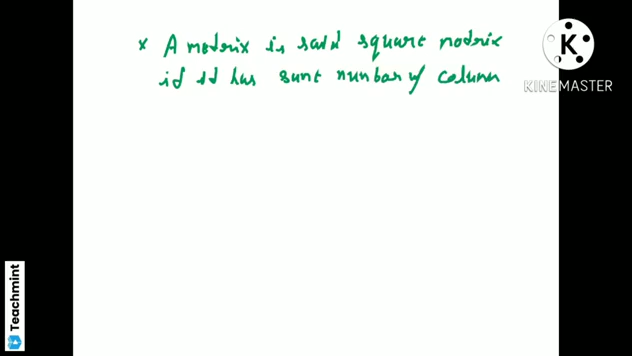 * A matrix is said square matrix
if it has same number of column
KINEMASTER
Teachmint